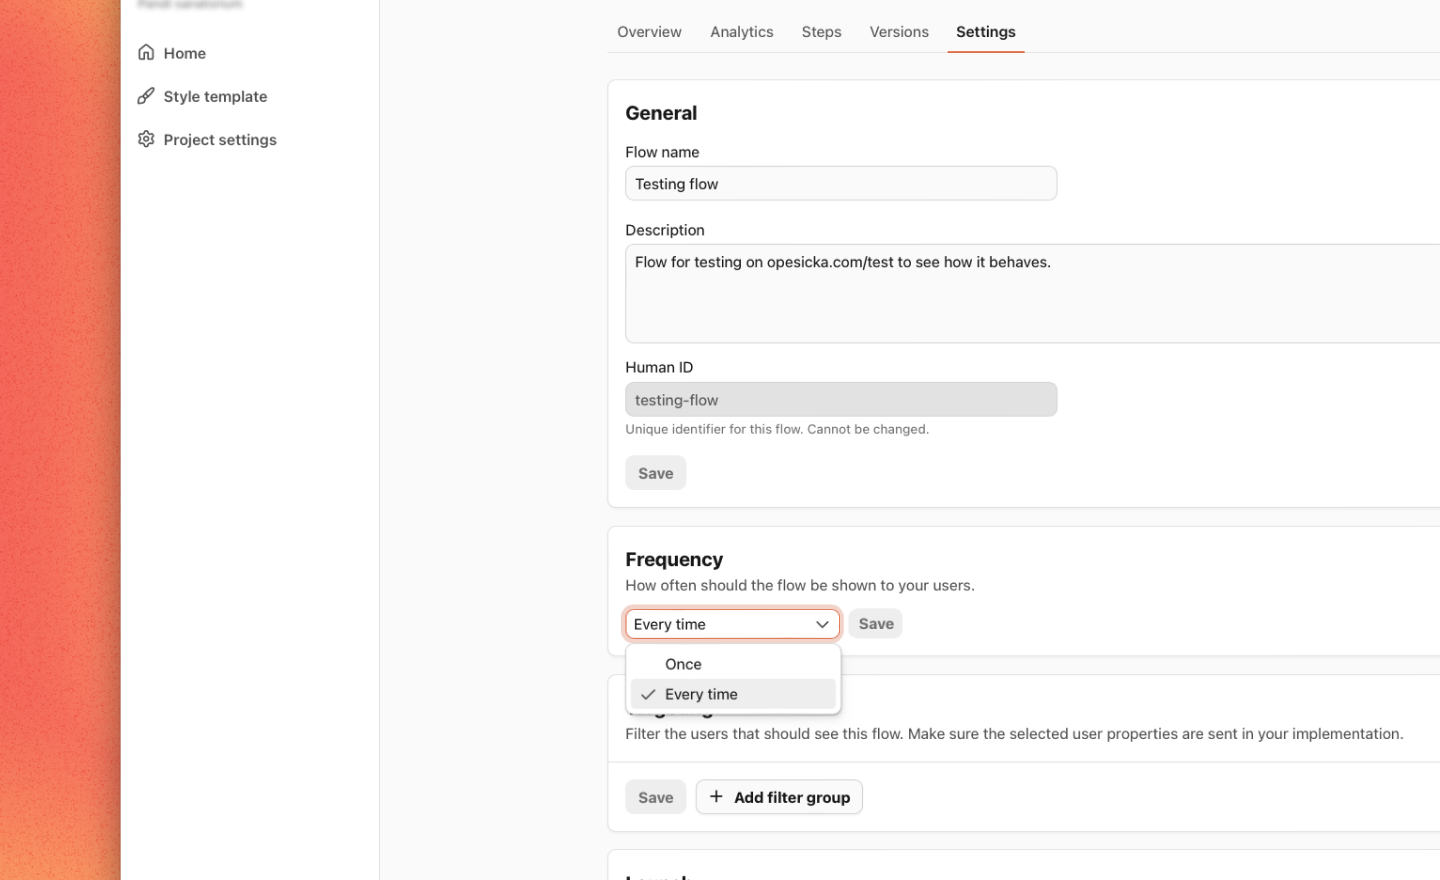 Home
Style template
Project settings
Overview Analytics Steps Versions Settings
General
Flow name
Testing flow
Description
Flow for testing on opesicka.com/test to see how it behaves.
Human ID
testing-flow
Unique identifier for this flow. Cannot be changed.
Save
Frequency
How often should the flow be shown to your users.
Every time Save
Once
Every time
Filter the users that should see this flow. Make sure the selected user properties are sent in your implementation.
Save + Add filter group